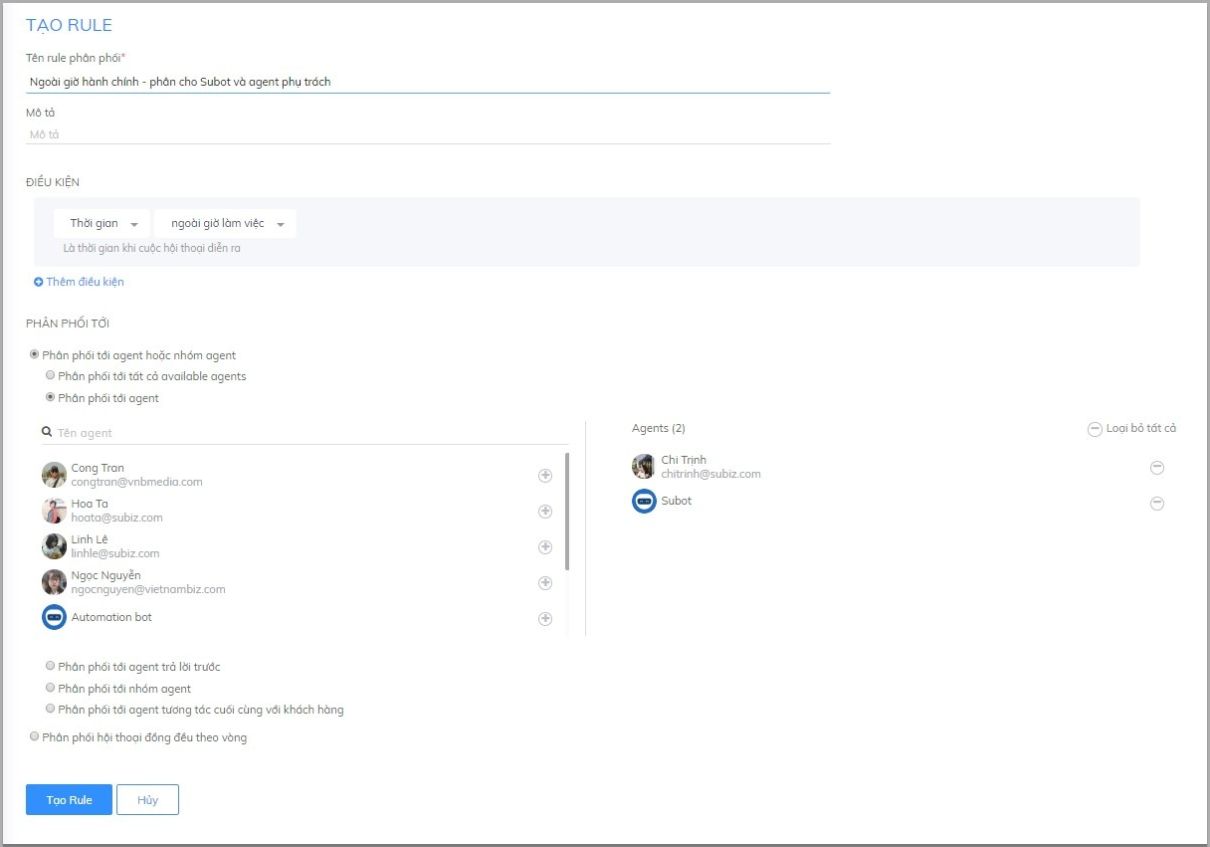 TẠO RULE
Tên rule phân phối*
Ngoài giờ hành chính - phân cho Subot và agent phụ trách
Mô tả
Mô tả
ĐIỀU KIỆN
Thời gian ngoài giờ làm việc
Là thời gian khi cuộc hội thoại diễn ra
Thêm điều kiện
PHÂN PHỐI TỚI
Phân phối tới agent hoặc nhóm agent
Phân phối tới tất cả available agents
Phân phối tới agent
Tên agent
Cong Tran
congtran@vnbmedia.com
Hoa Ta
hoata@subiz.com
Linh Lê
linhle@subiz.com
Ngọc Nguyễn
ngocnguyen@vietnambiz.com
Automation bot
Agents (2) Loại bỏ tất cả
Chi Trịnh
chitrinh@subiz.com
Subot
Phân phối tới agent trả lời trước
Phân phối tới nhóm agent
Phân phối tới agent tương tác cuối cùng với khách hàng
Phân phối hội thoại đồng đều theo vòng
Tạo Rule Hủy